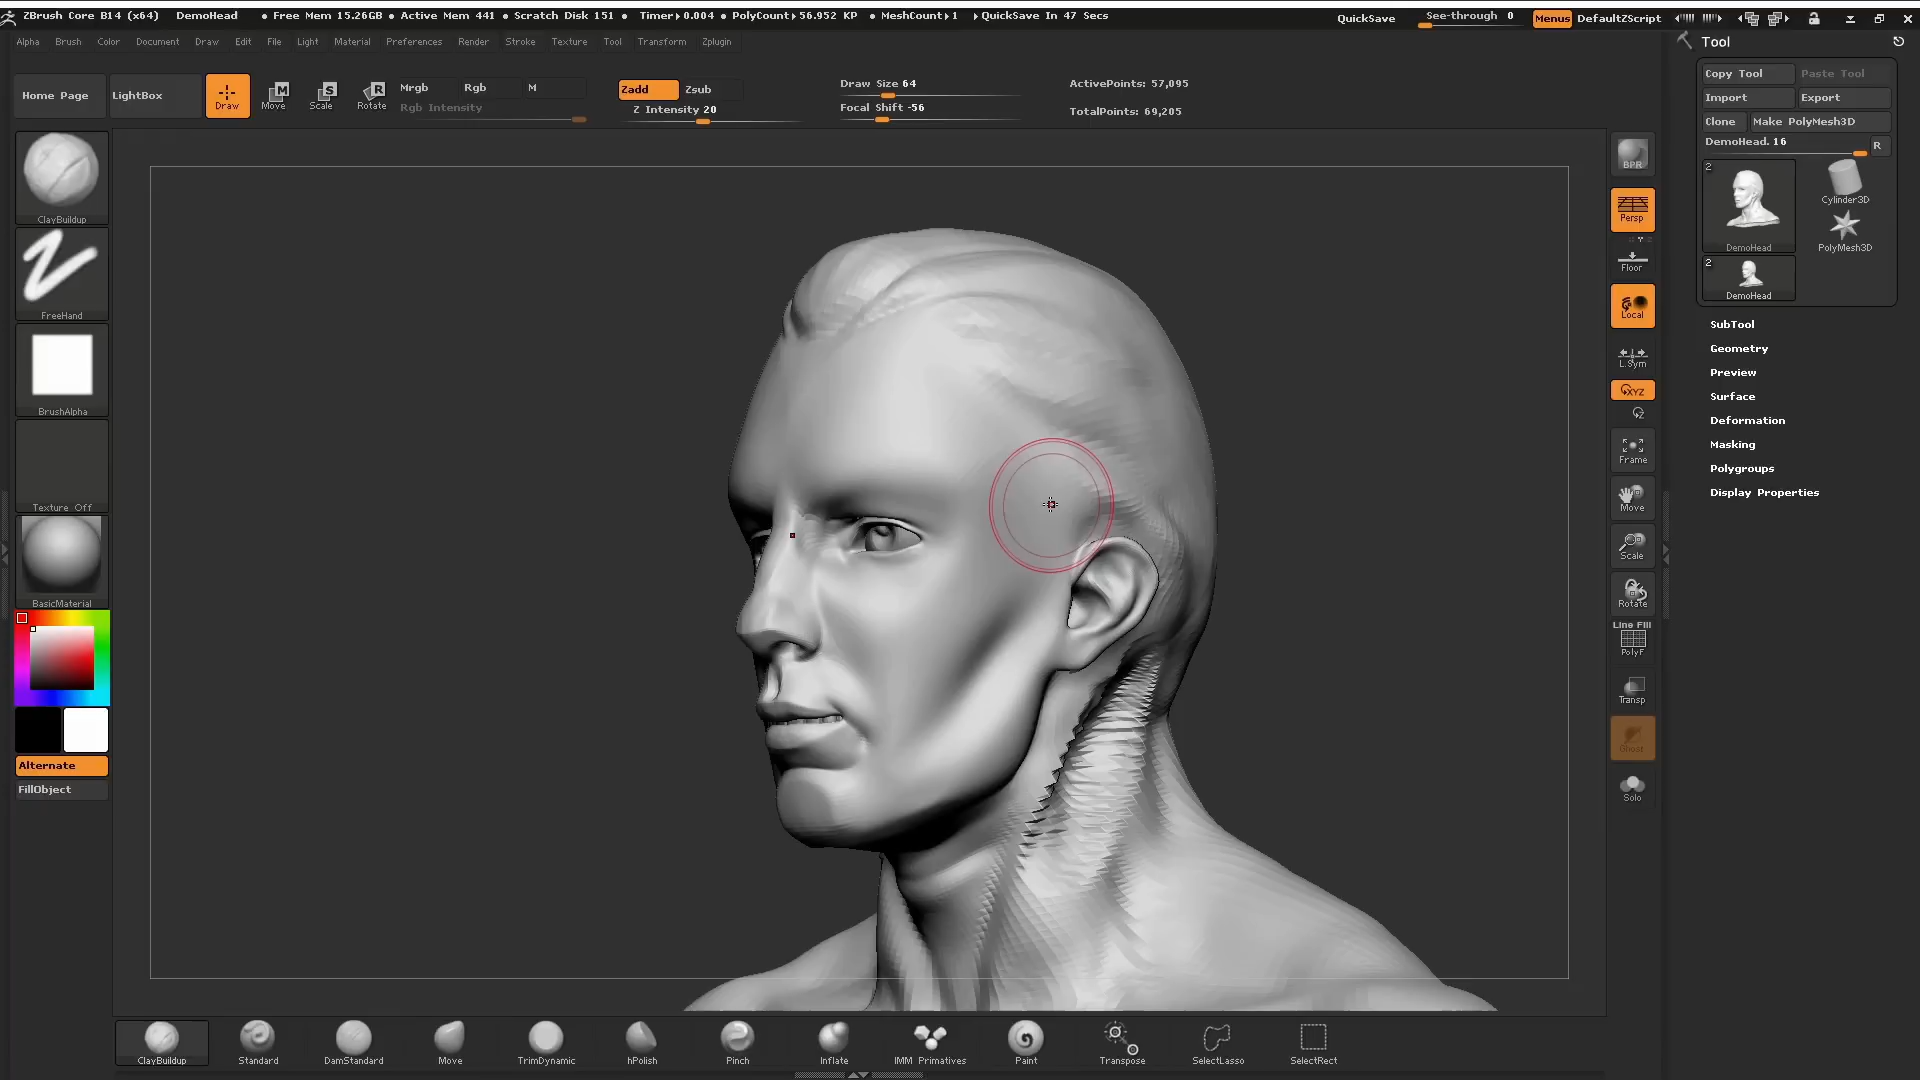 ZBrush Core B14 (x64) DemoHead • Free Mem 15.26GB • Active Mem 441 • Scratch Disk 151 • Timer▸0.004 • PolyCount▸56.952 KP • MeshCount▸1 ▸QuickSave In 47 Secs QuickSave See-through 0 Menus DefaultZScript
Alpha Brush Color Document Draw Edit File Light Material Preferences Render Stroke Texture Tool Transform Zplugin
Tool
Home Page LightBox Draw Move Scale Rotate
M S R
Mrgb Rgb M
Rgb Intensity
Zadd Zsub
Z Intensity 20
Draw Size 64
Focal Shift -56
ActivePoints: 57,095
TotalPoints: 69,205
Copy Tool Paste Tool
Import Export
Clone Make PolyMesh3D
DemoHead. 16 R
2
DemoHead
Cylinder3D
PolyMesh3D
2
DemoHead
SubTool
Geometry
Preview
Surface
Deformation
Masking
Polygroups
Display Properties
ClayBuildup
FreeHand
BrushAlpha
Texture Off
BasicMaterial
Alternate
FillObject
BPR
Persp
Floor
Local
L.Sym
XYZ
Z
Frame
Move
Scale
Rotate
Line Fill
PolyF
Transp
Ghost
Solo
ClayBuildup Standard DamStandard Move TrimDynamic hPolish Pinch Inflate IMM Primatives Paint Transpose SelectLasso SelectRect